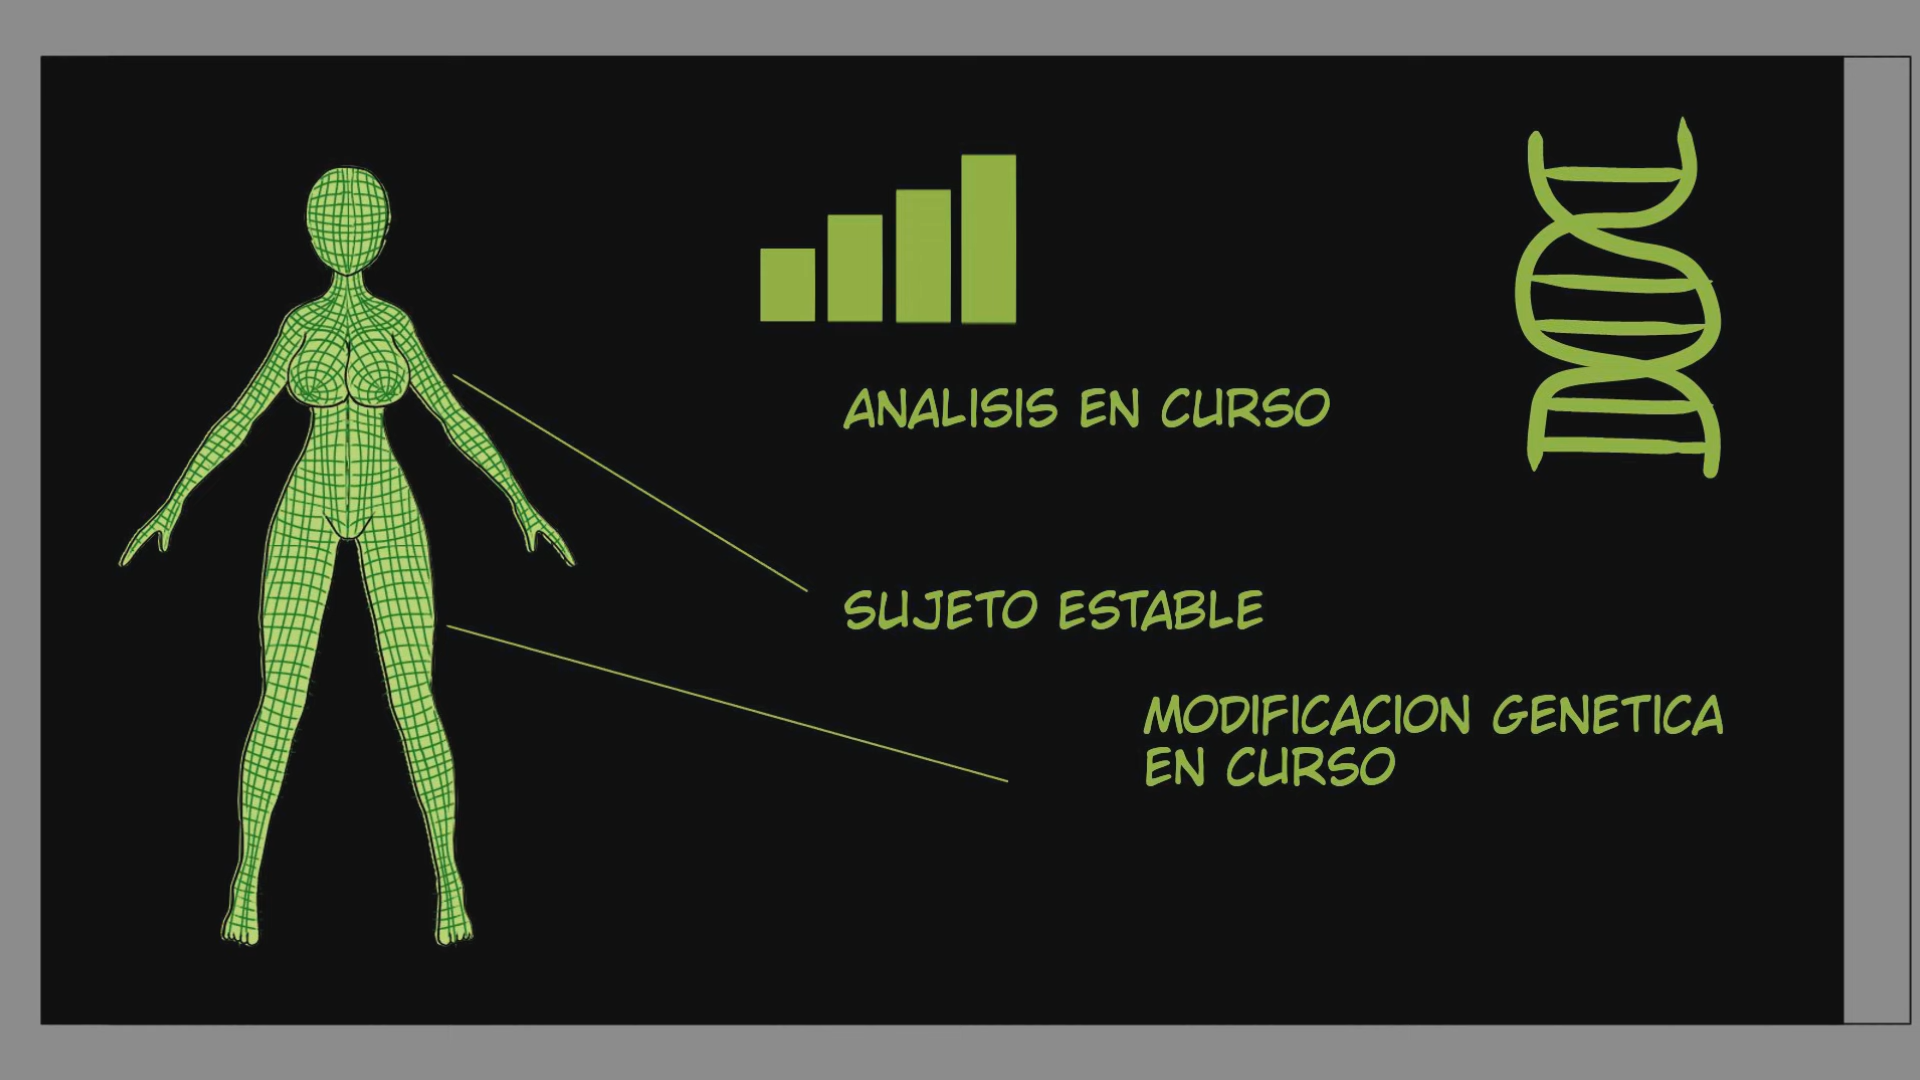 ANALISIS EN CURSO
SUJETO ESTABLE
MODIFICACION GENETICA
EN CURSO